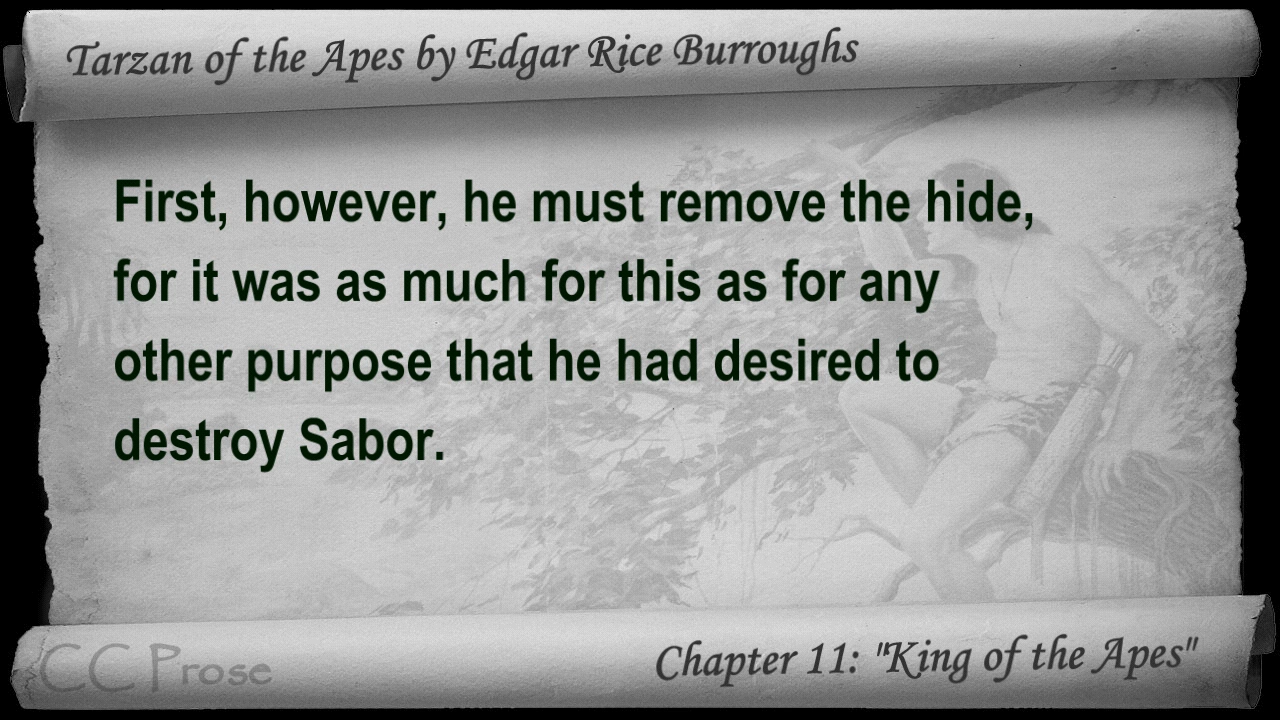 Tarzan of the Apes by Edgar Rice Burroughs
First, however, he must remove the hide,
for it was as much for this as for any
other purpose that he had desired to
destroy Sabor.
CC Prose
Chapter 11: "King of the Apes"